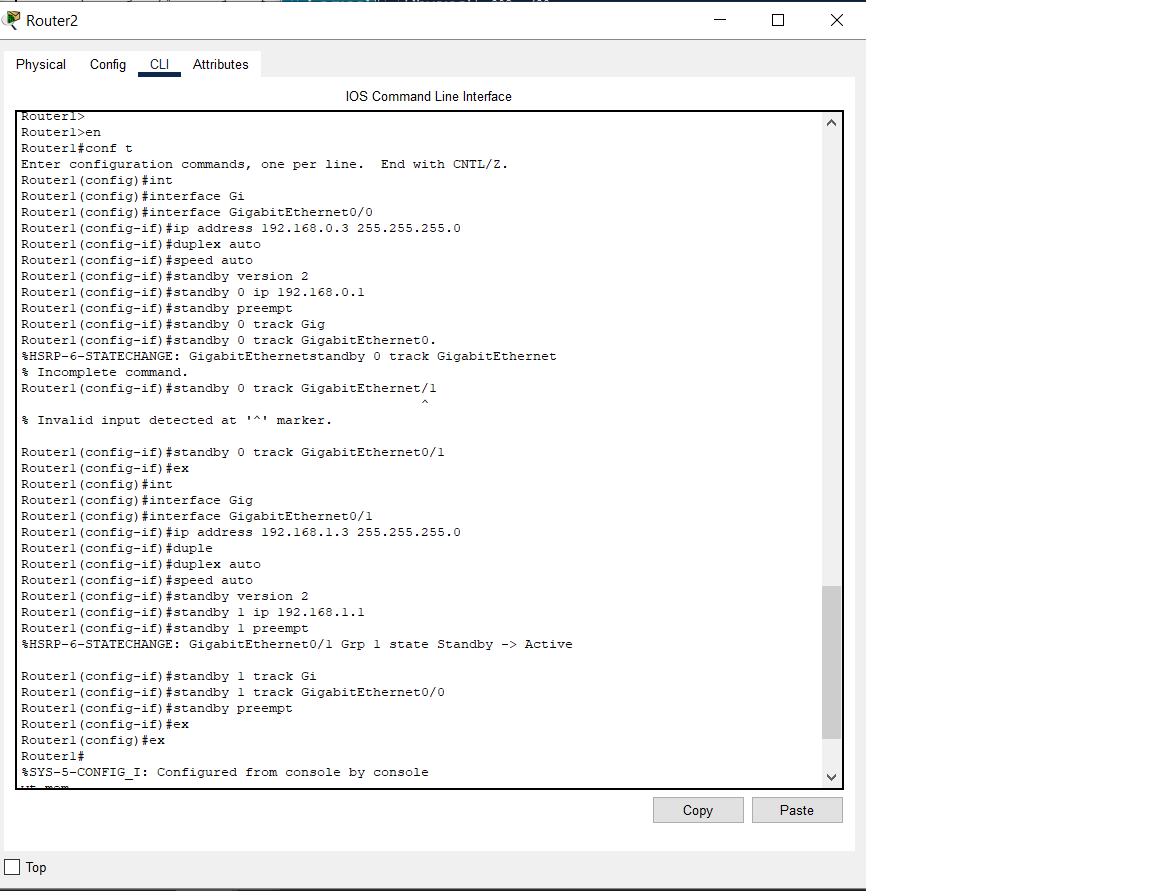 Router2
Physical Config CLI Attributes
IOS Command Line Interface
Router1>
Router1>en
Router1#conf t
Enter configuration commands, one per line.  End with CNTL/Z.
Router1(config)#int
Router1(config)#interface Gi
Router1(config)#interface GigabitEthernet0/0
Router1(config-if)#ip address 192.168.0.3 255.255.255.0
Router1(config-if)#duplex auto
Router1(config-if)#speed auto
Router1(config-if)#standby version 2
Router1(config-if)#standby 0 ip 192.168.0.1
Router1(config-if)#standby preempt
Router1(config-if)#standby 0 track Gig
Router1(config-if)#standby 0 track GigabitEthernet0.
%HSRP-6-STATECHANGE: GigabitEthernetstandby 0 track GigabitEthernet
% Incomplete command.
Router1(config-if)#standby 0 track GigabitEthernet/1
^
% Invalid input detected at '^' marker.
Router1(config-if)#standby 0 track GigabitEthernet0/1
Router1(config-if)#ex
Router1(config)#int
Router1(config)#interface Gig
Router1(config)#interface GigabitEthernet0/1
Router1(config-if)#ip address 192.168.1.3 255.255.255.0
Router1(config-if)#duple
Router1(config-if)#duplex auto
Router1(config-if)#speed auto
Router1(config-if)#standby version 2
Router1(config-if)#standby 1 ip 192.168.1.1
Router1(config-if)#standby 1 preempt
%HSRP-6-STATECHANGE: GigabitEthernet0/1 Grp 1 state Standby -> Active
Router1(config-if)#standby 1 track Gi
Router1(config-if)#standby 1 track GigabitEthernet0/0
Router1(config-if)#standby preempt
Router1(config-if)#ex
Router1(config)#ex
Router1#
%SYS-5-CONFIG_I: Configured from console by console
Copy Paste
Top